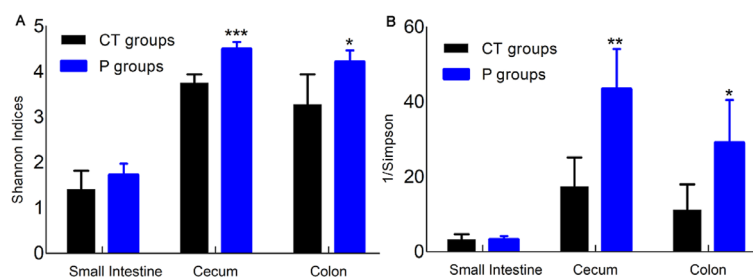 A
CT groups
P groups
***
*
5
4
3
2
1
0
Shannon Indices
Small Intestine
Cecum
Colon
B
CT groups
P groups
**
*
60
40
20
0
1/Simpson
Small Intestine
Cecum
Colon